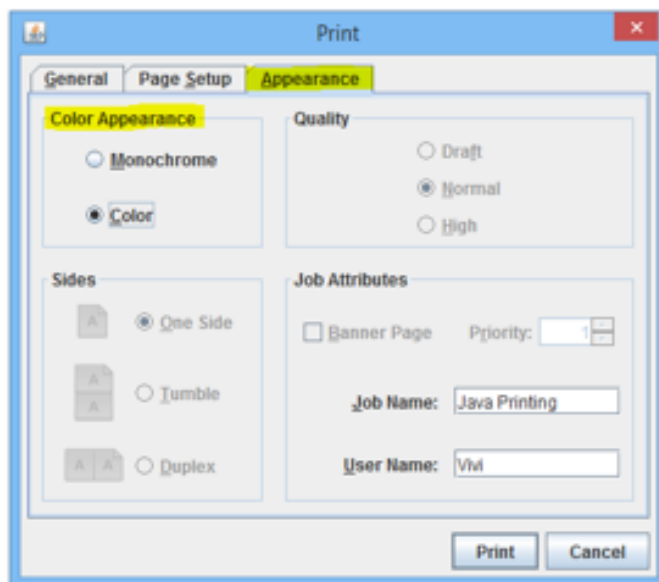 Print
General Page Setup Appearance
Color Appearance
Monochrome
Color
Quality
Draft
Normal
High
Sides
A
One Side
A
A
Tumble
A A
Duplex
Job Attributes
Banner Page Priority: 1
Job Name: Java Printing
User Name: Vivi
Print Cancel